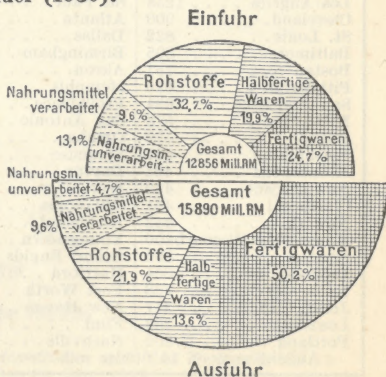 Einfuhr
Rohstoffe
32,7%
Halbfertige
Waren
19,9%
Nahrungsmittel
verarbeitet
9,6%
13,1%
Nahrungsm.
unverarbeit.
Fertigwaren
24,7%
Gesamt
12856 Mill.RM
Nahrungsm.
unverarbeitet 4,7%
Gesamt
15890 Mill.RM
9,6%
Nahrungsmittel
verarbeitet
Rohstoffe
21,9%
Halb-
fertige
Waren
13,6%
Fertigwaren
50,2%
Ausfuhr